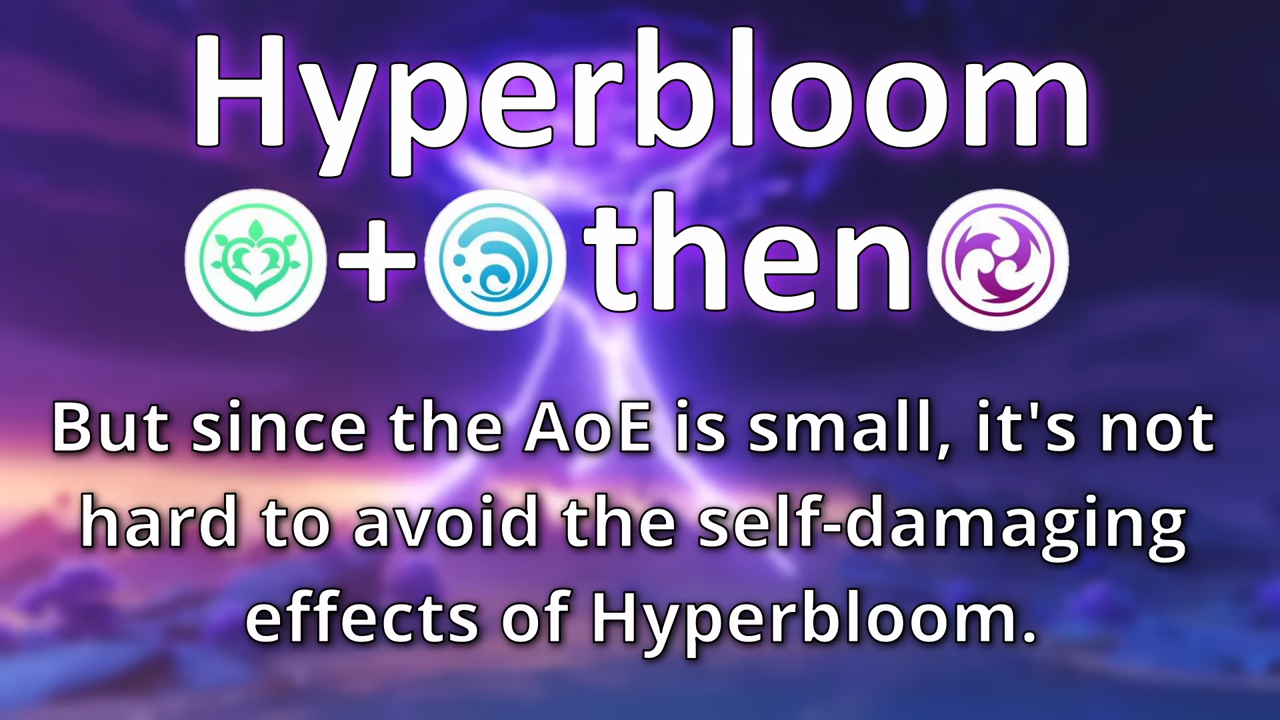 Hyperbloom
+ then
But since the AoE is small, it's not
hard to avoid the self-damaging
effects of Hyperbloom.